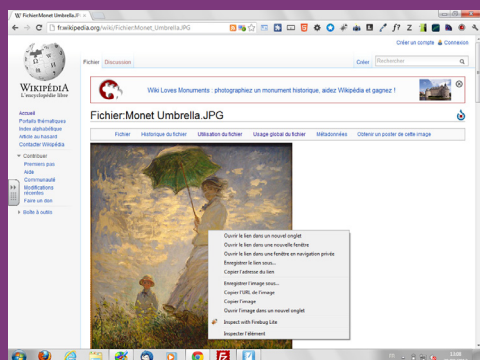 Fichier:Monet Umbrella.JP
fr.wikipedia.org/wiki/Fichier:Monet_Umbrella.JPG
Créer un compte Connexion
Fichier Discussion
Créer Rechercher
WIKIPÉDIA
L'encyclopédie libre
Wiki Loves Monuments : photographiez un monument historique, aidez Wikipédia et gagnez !
Fichier:Monet Umbrella.JPG
Fichier Historique du fichier Utilisation du fichier Usage global du fichier Métadonnées Obtenir un poster de cette image
Accueil
Portails thématiques
Index alphabétique
Article au hasard
Contacter Wikipédia
Contribuer
Premiers pas
Aide
Communauté
Modifications
récentes
Faire un don
Boîte à outils
Ouvrir le lien dans un nouvel onglet
Ouvrir le lien dans une nouvelle fenêtre
Ouvrir le lien dans une fenêtre en navigation privée
Enregistrer le lien sous...
Copier l'adresse du lien
Enregistrer l'image sous...
Copier l'URL de l'image
Copier l'image
Ouvrir l'image dans un nouvel onglet
Inspect with Firebug Lite
Inspecter l'élément